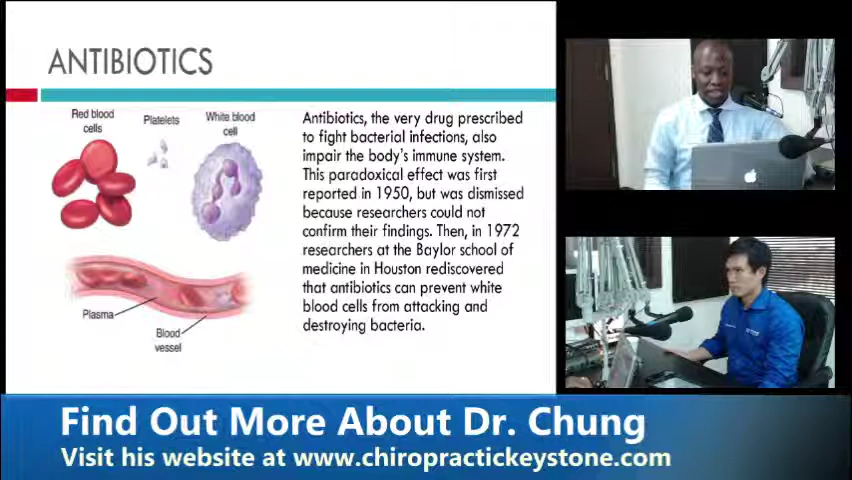 ANTIBIOTICS
Red blood
cells
Platelets
White blood
cell
Plasma
Blood
vessel
Antibiotics, the very drug prescribed
to fight bacterial infections, also
impair the body's immune system.
This paradoxical effect was first
reported in 1950, but was dismissed
because researchers could not
confirm their findings. Then, in 1972
researchers at the Baylor school of
medicine in Houston rediscovered
that antibiotics can prevent white
blood cells from attacking and
destroying bacteria.
Find Out More About Dr. Chung
Visit his website at www.chiropractickeystone.com